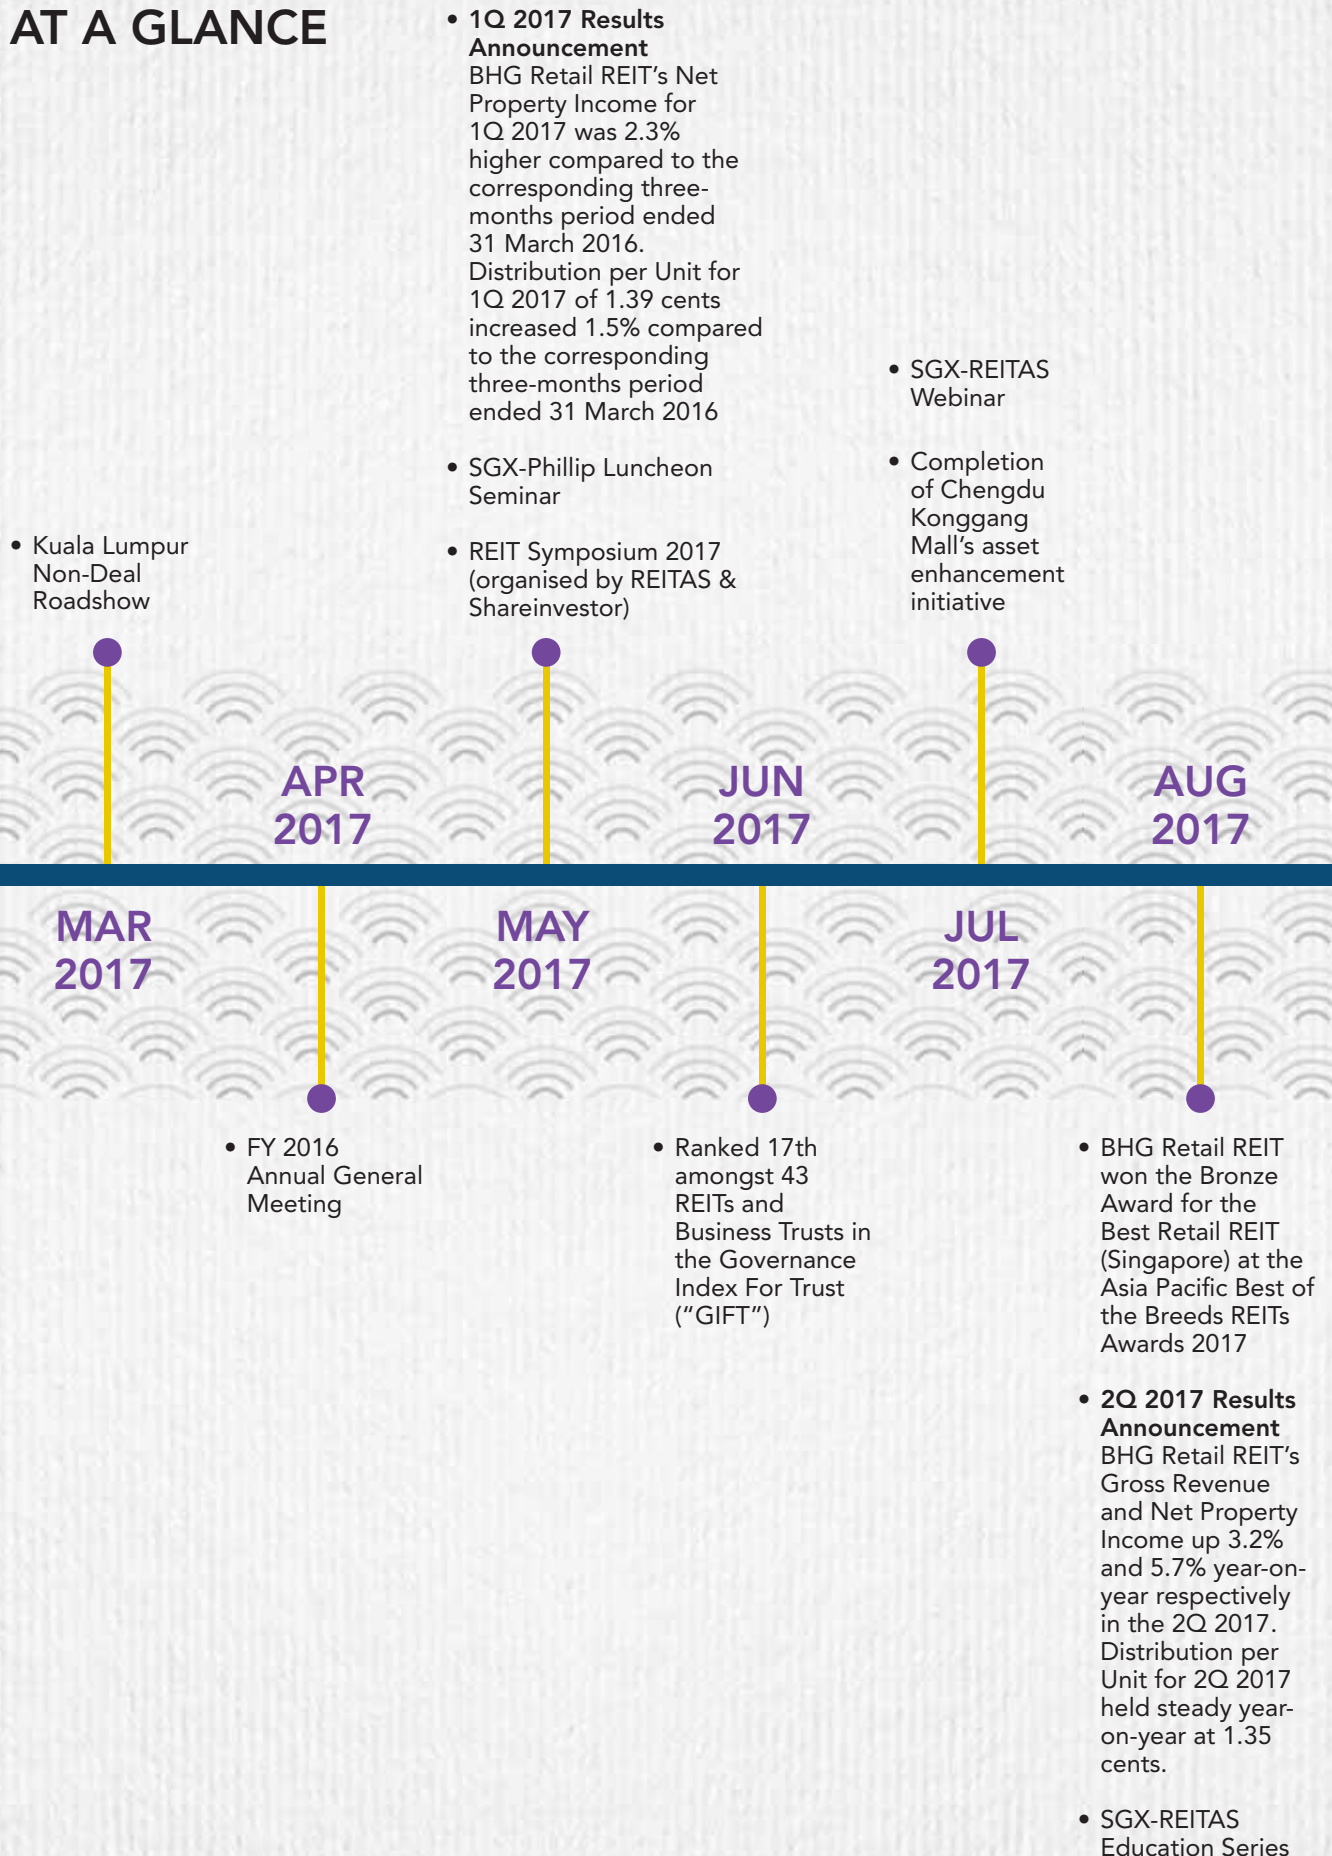 AT A GLANCE
• Kuala Lumpur
Non-Deal
Roadshow
• 1Q 2017 Results
Announcement
BHG Retail REIT’s Net
Property Income for
1Q 2017 was 2.3%
higher compared to the
corresponding three-
months period ended
31 March 2016.
Distribution per Unit for
1Q 2017 of 1.39 cents
increased 1.5% compared
to the corresponding
three-months period
ended 31 March 2016
• SGX-Phillip Luncheon
Seminar
• REIT Symposium 2017
(organised by REITAS &
Shareinvestor)
• SGX-REITAS
Webinar
• Completion
of Chengdu
Konggang
Mall’s asset
enhancement
initiative
APR
2017
JUN
2017
AUG
2017
MAR
2017
MAY
2017
JUL
2017
• FY 2016
Annual General
Meeting
• Ranked 17th
amongst 43
REITs and
Business Trusts in
the Governance
Index For Trust
(“GIFT”)
• BHG Retail REIT
won the Bronze
Award for the
Best Retail REIT
(Singapore) at the
Asia Pacific Best of
the Breeds REITs
Awards 2017
• 2Q 2017 Results
Announcement
BHG Retail REIT’s
Gross Revenue
and Net Property
Income up 3.2%
and 5.7% year-on-
year respectively
in the 2Q 2017.
Distribution per
Unit for 2Q 2017
held steady year-
on-year at 1.35
cents.
• SGX-REITAS
Education Series